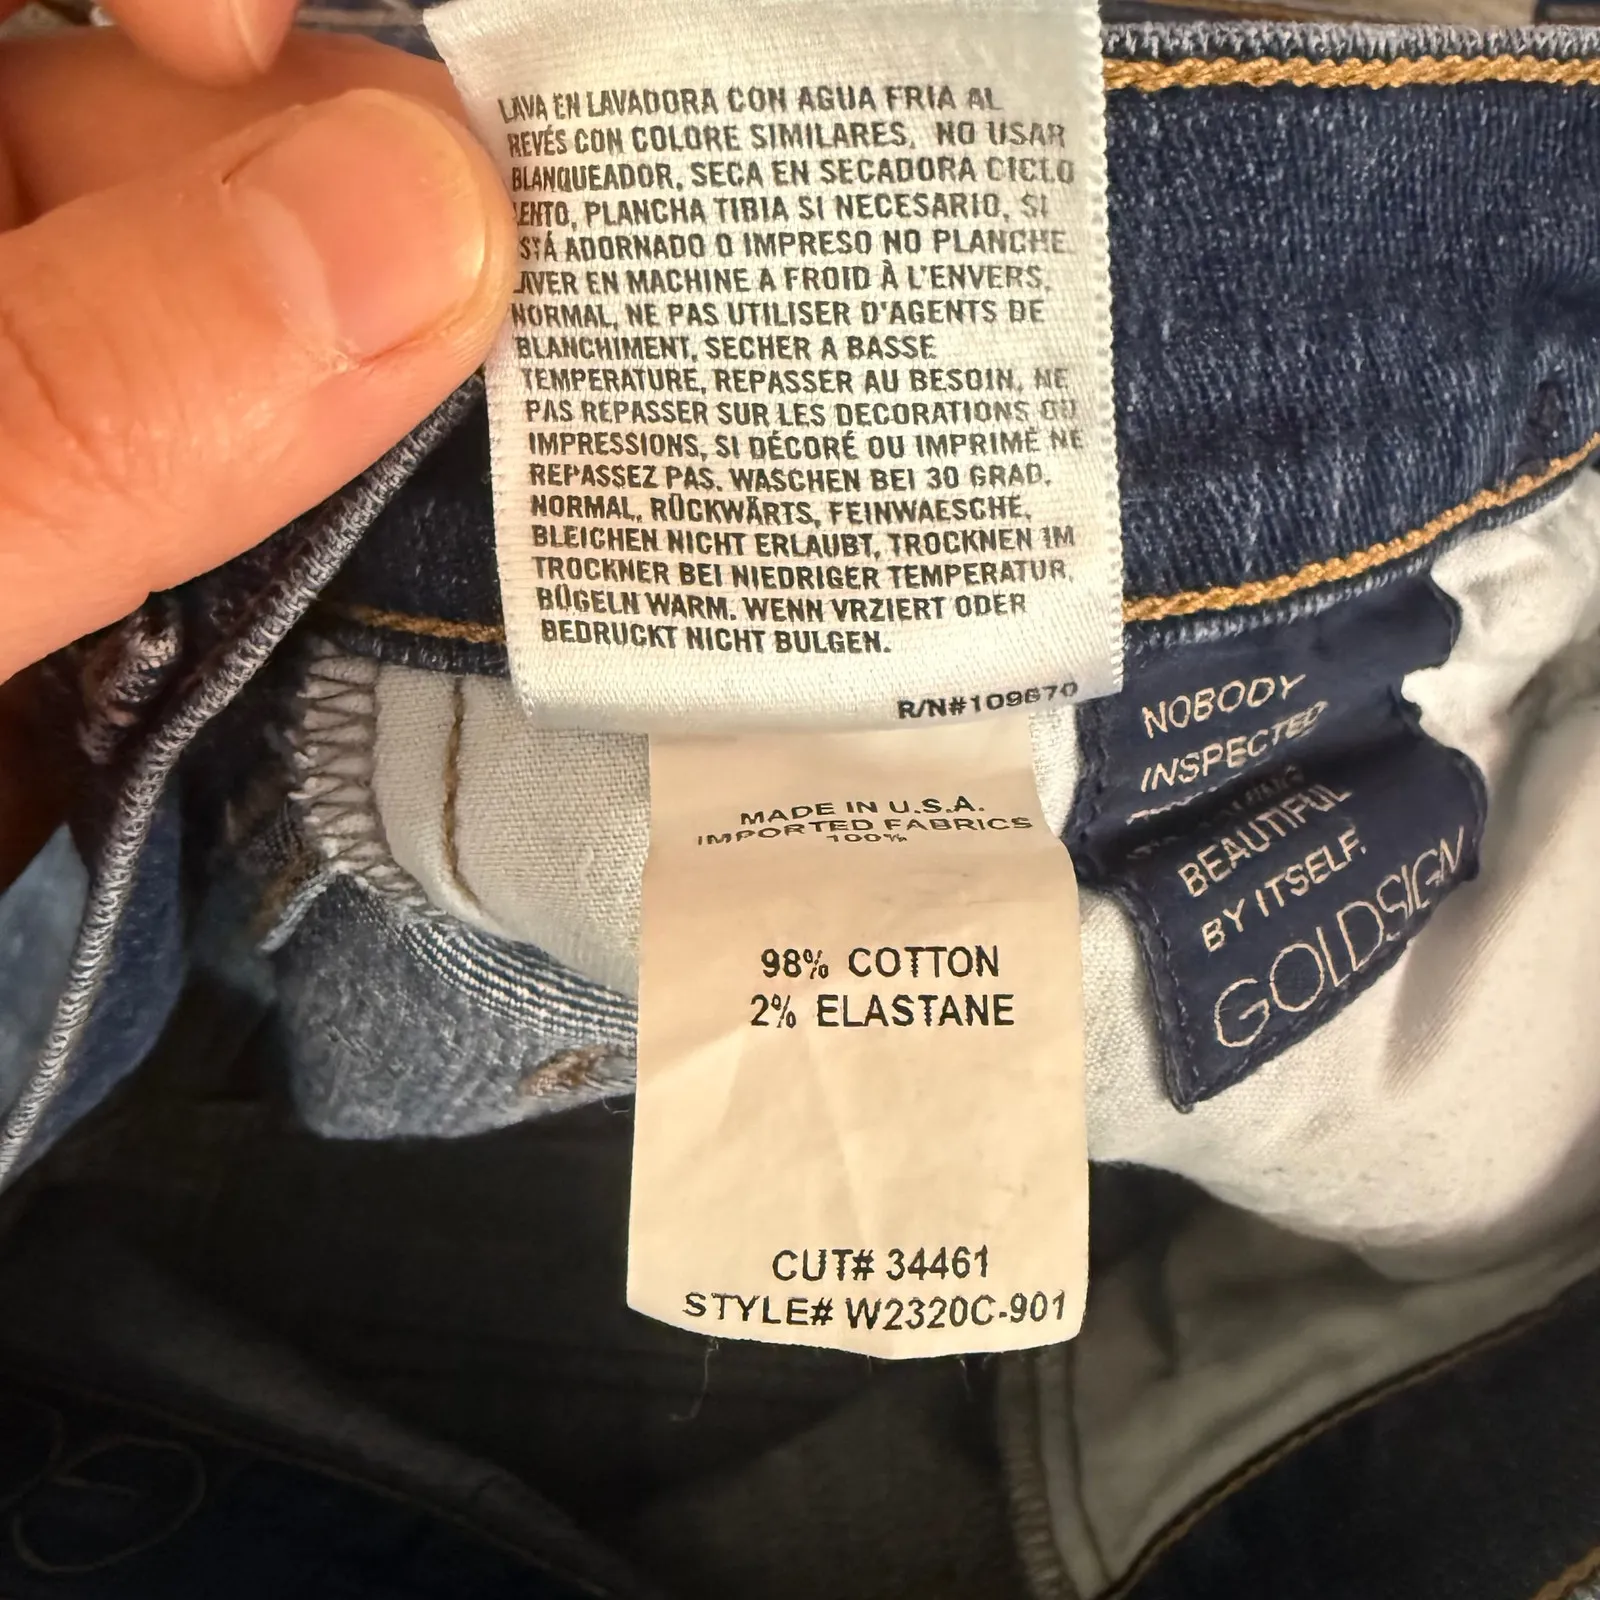 LAVA EN LAVADORA CON AGUA FRIA AL
REVÉS CON COLORE SIMILARES, NO USAR
BLANQUEADOR, SECA EN SECADORA CICLO
LENTO, PLANCHA TIBIA SI NECESARIO, SI
STÁ ADORNADO O IMPRESO NO PLANCHE.
LAVER EN MACHINE A FROID À L'ENVERS,
NORMAL, NE PAS UTILISER D'AGENTS DE
BLANCHIMENT, SECHER A BASSE
TEMPERATURE, REPASSER AU BESOIN, NE
PAS REPASSER SUR LES DECORATIONS OU
IMPRESSIONS, SI DÉCORÉ OU IMPRIMÉ NE
REPASSEZ PAS. WASCHEN BEI 30 GRAD,
NORMAL, RÜCKWÄRTS, FEINWAESCHE,
BLEICHEN NICHT ERLAUBT, TROCKNEN IM
TROCKNER BEI NIEDRIGER TEMPERATUR,
BÜGELN WARM. WENN VRZIERT ODER
BEDRUCKT NICHT BULGEN.
R/N#109670
MADE IN U.S.A.
IMPORTED FABRICS
100%
98% COTTON
2% ELASTANE
CUT# 34461
STYLE# W2320C-901
NOBODY
INSPECTED
BEAUTIFUL
BY ITSELF.
GOLDSIGN